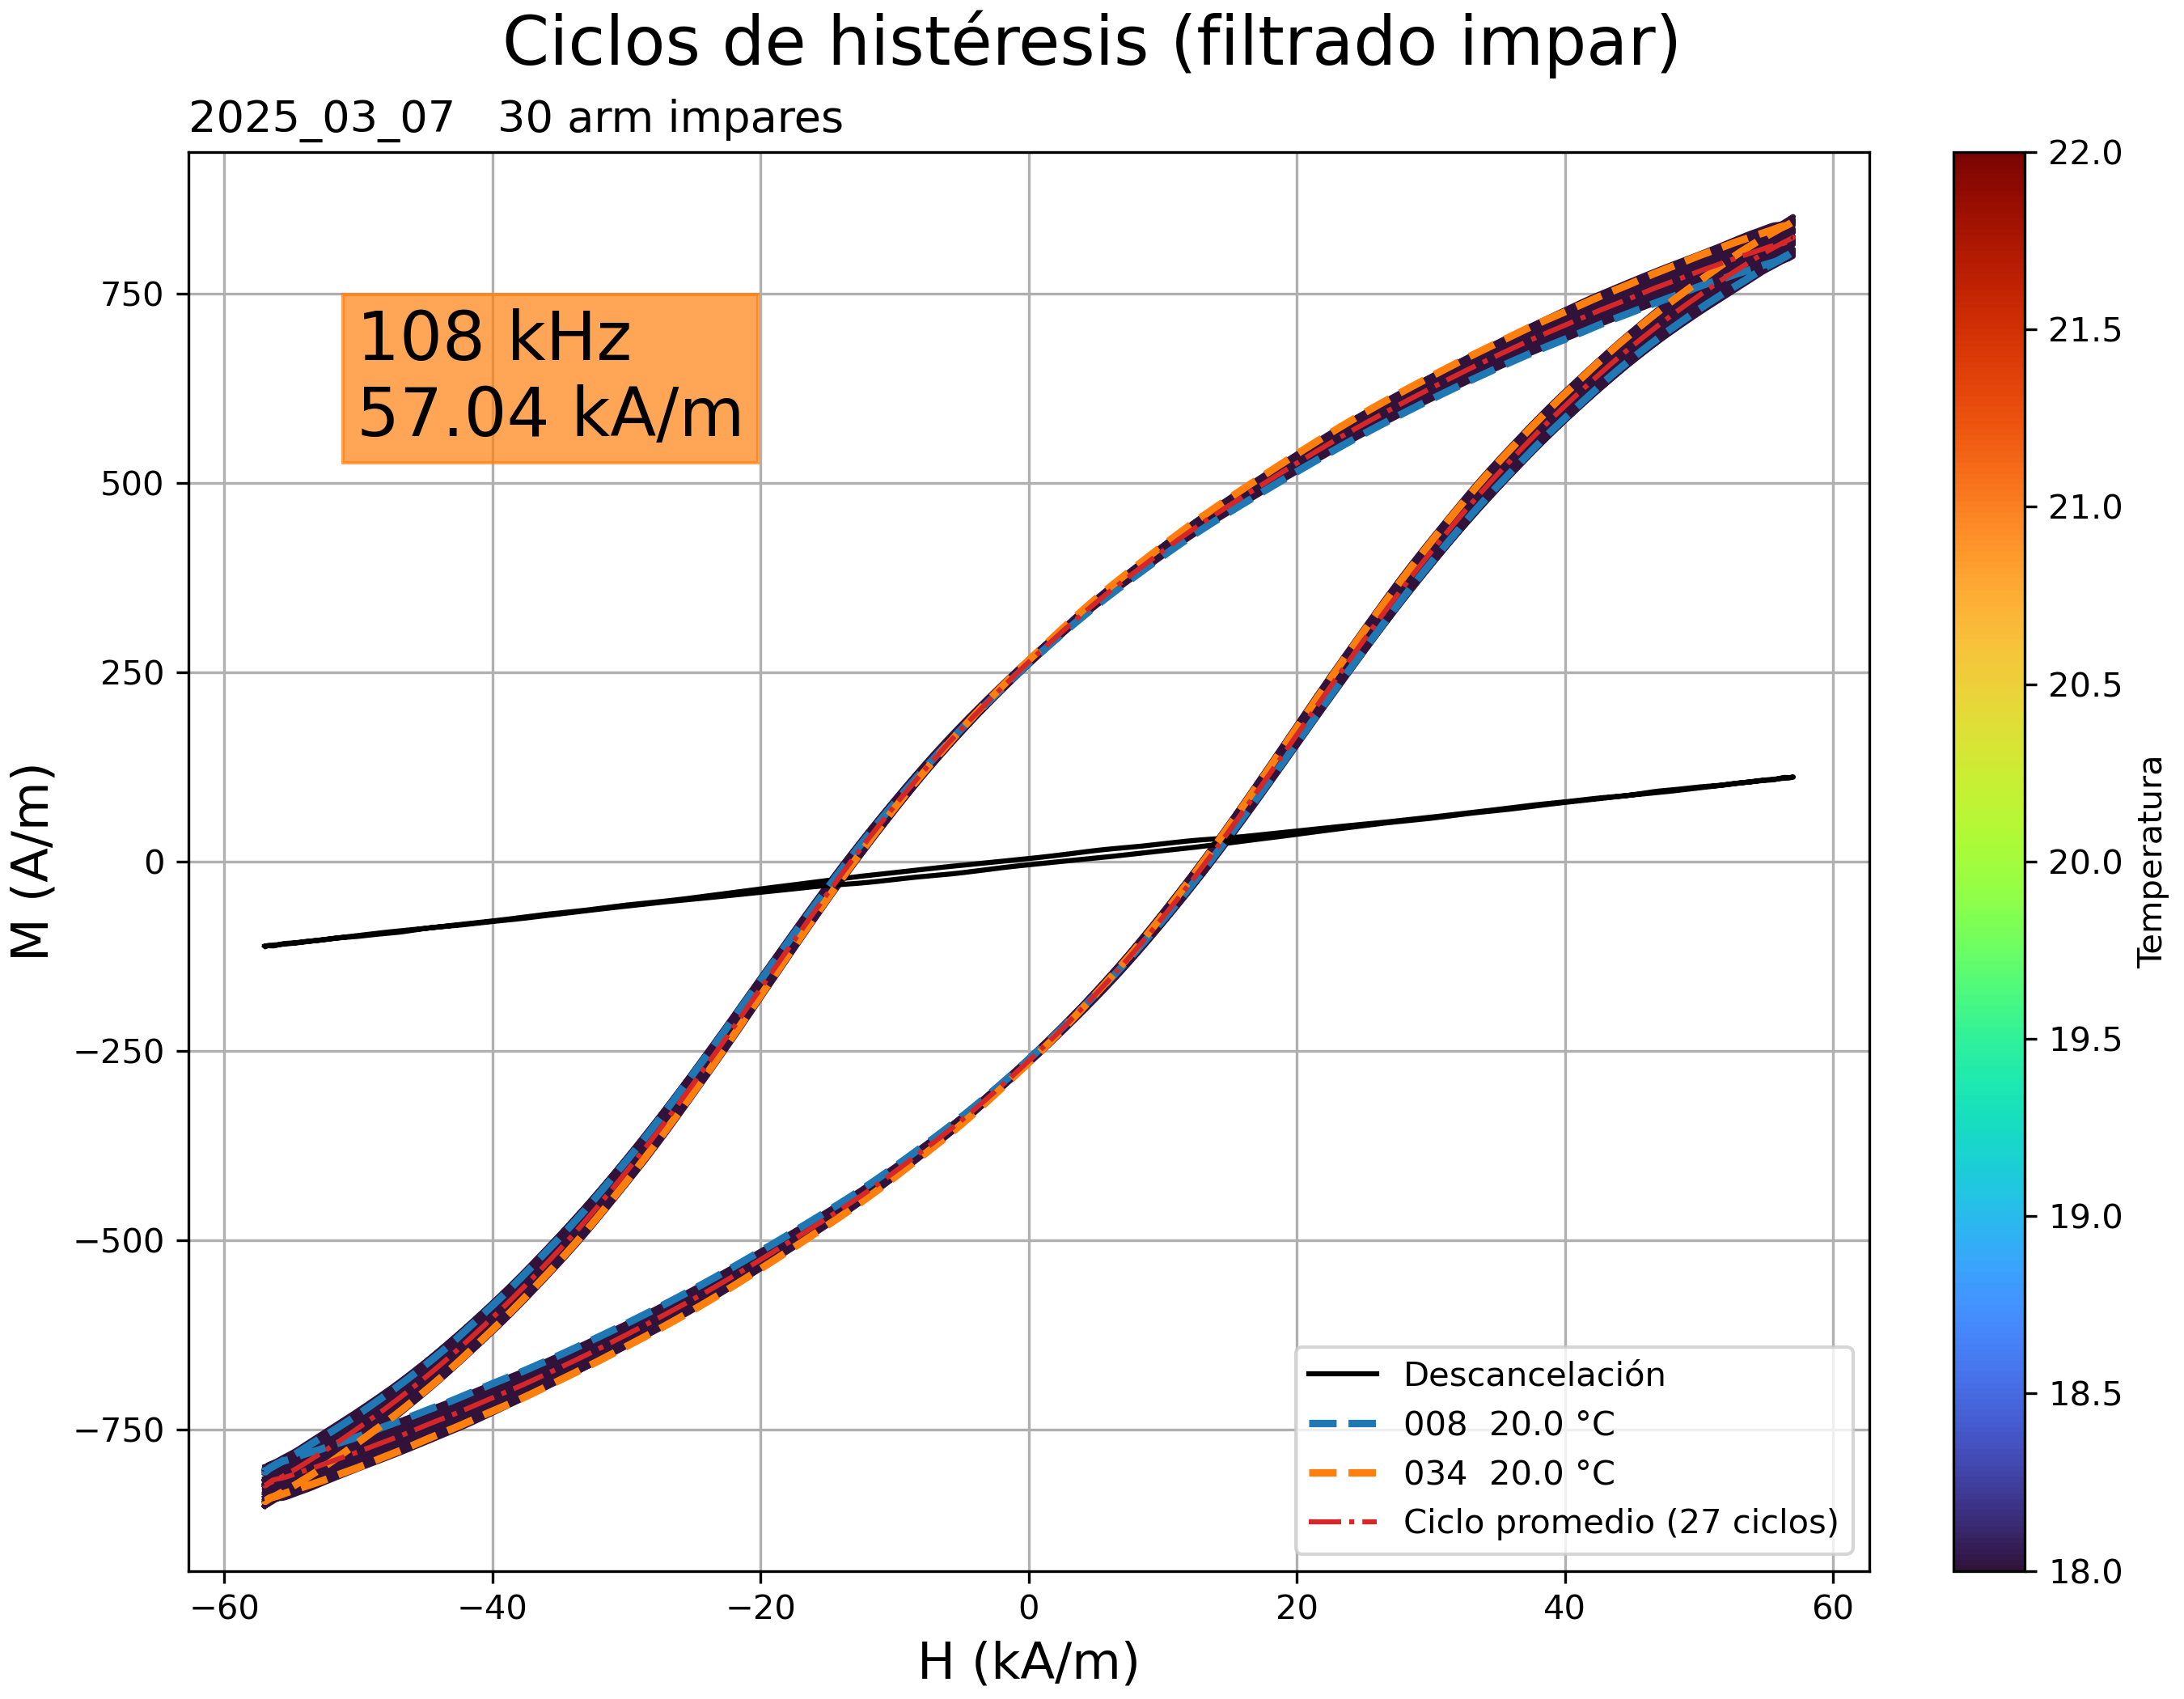 Ciclos de histéresis (filtrado impar)
2025_03_07   30 arm impares
108 kHz
57.04 kA/m
M (A/m)
750
500
250
0
−250
−500
−750
−60
−40
−20
0
20
40
60
H (kA/m)
Descancelación
008  20.0 °C
034  20.0 °C
Ciclo promedio (27 ciclos)
22.0
21.5
21.0
20.5
20.0
19.5
19.0
18.5
18.0
Temperatura